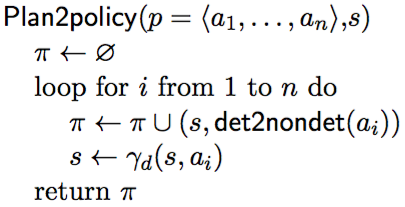 Plan2policy(p = ⟨a₁, . . . , aₙ⟩,s)
π ← ∅
loop for i from 1 to n do
π ← π ∪ (s, det2nondet(aᵢ))
s ← γ_d(s, aᵢ)
return π